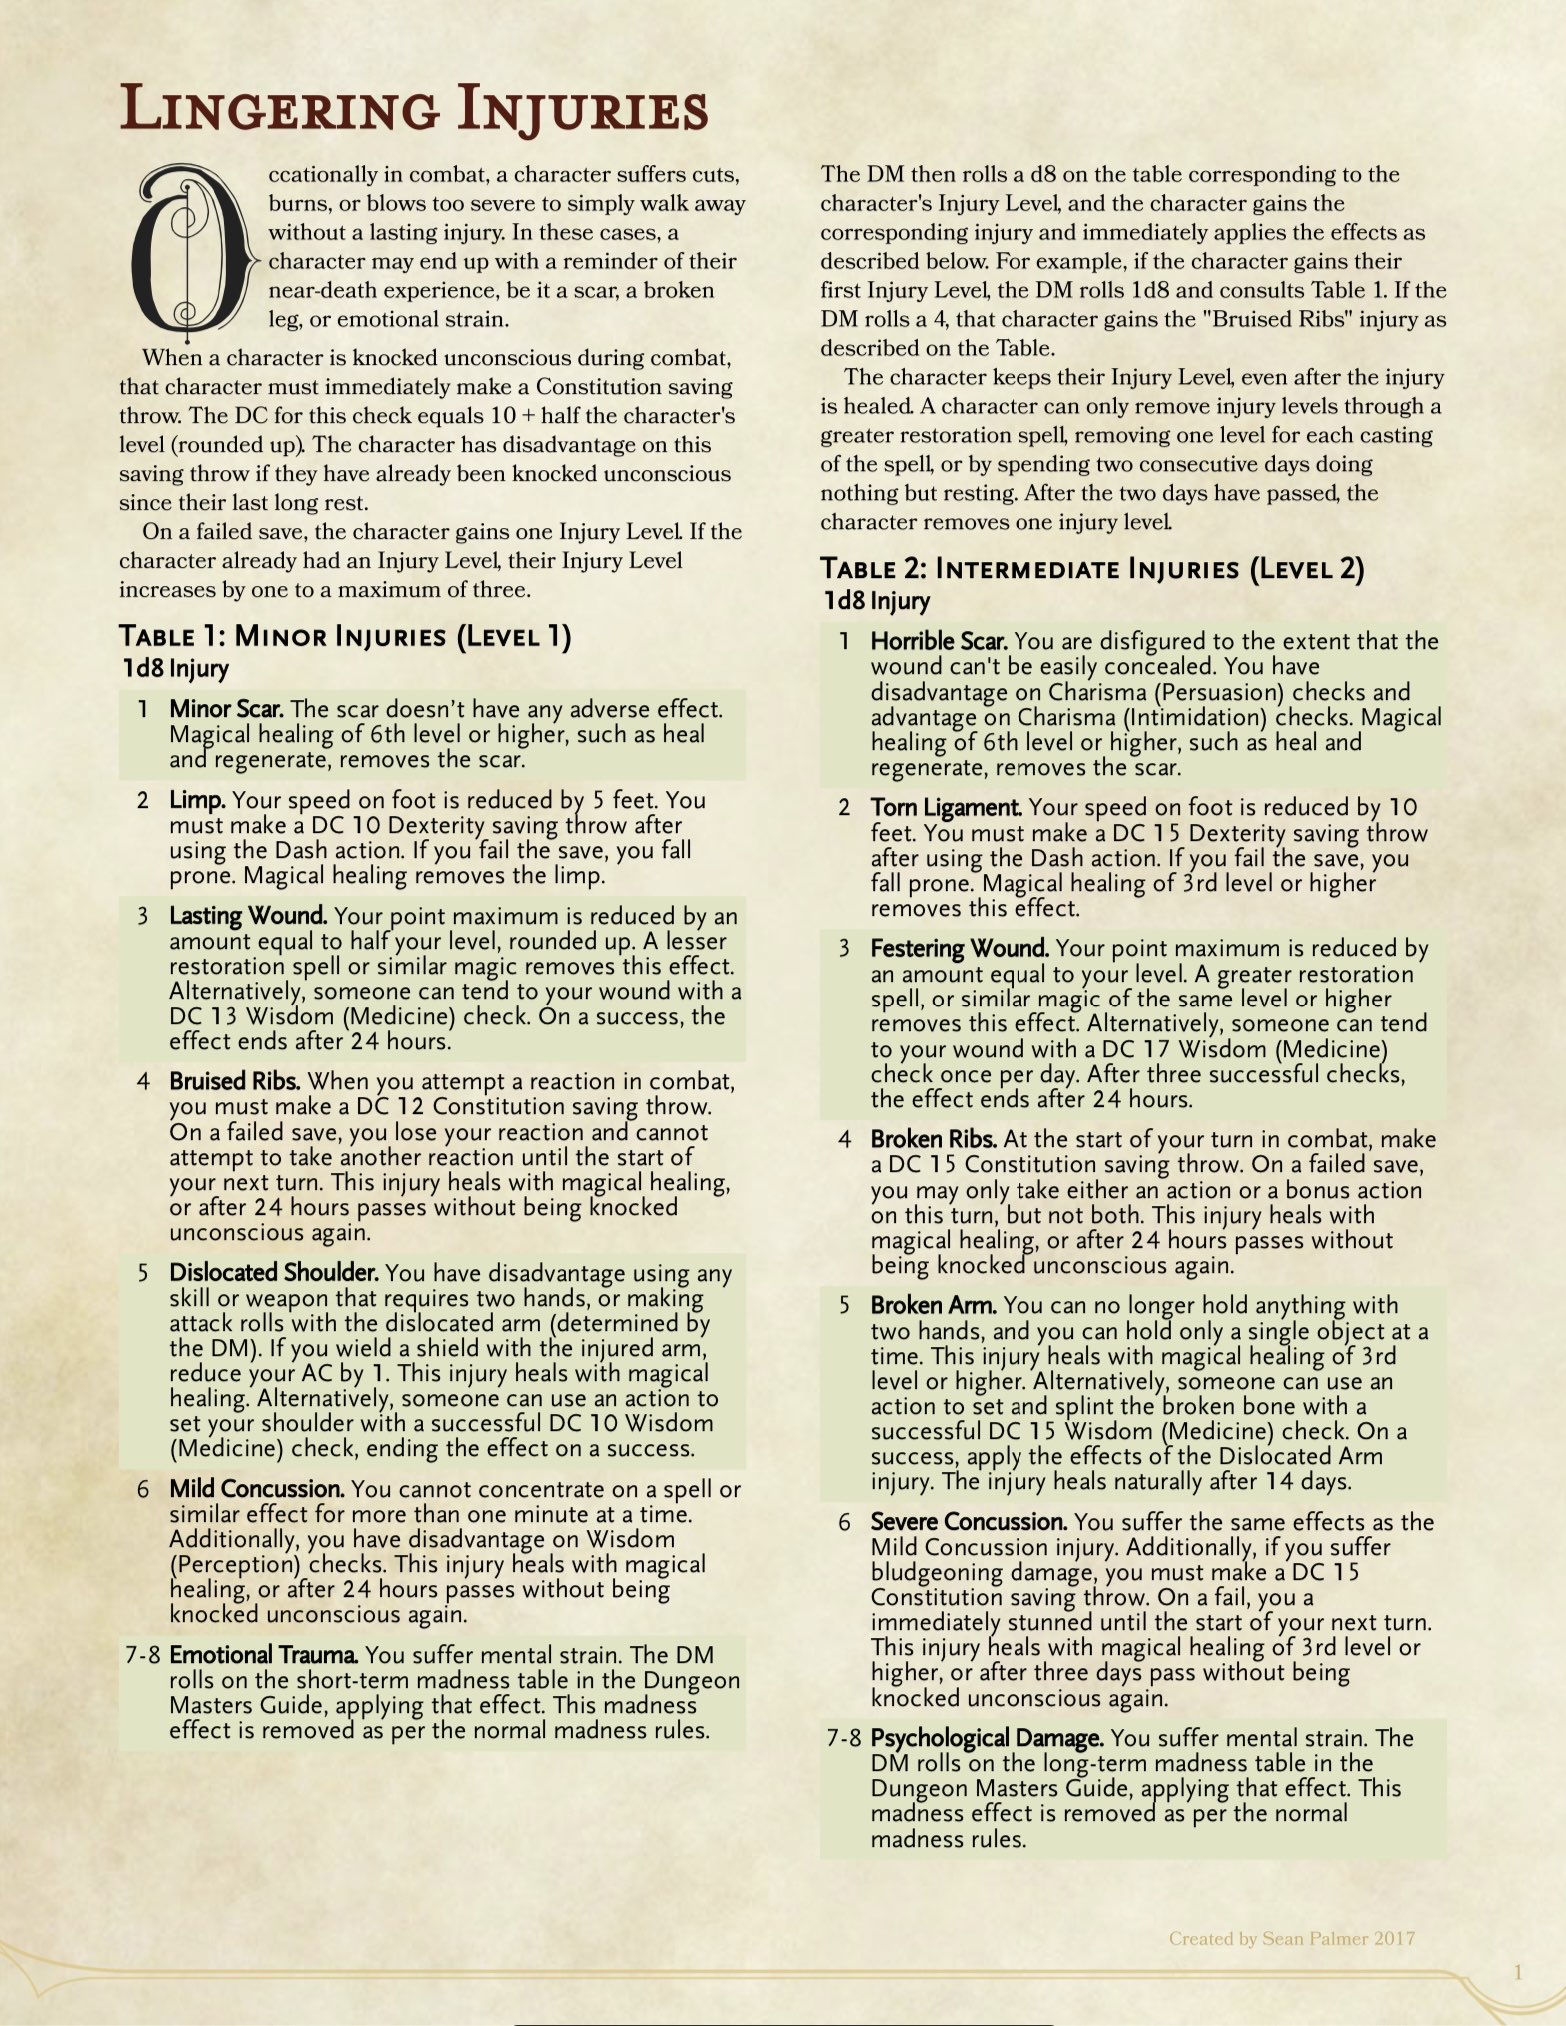 Lingering Injuries
Occationally in combat, a character suffers cuts,
burns, or blows too severe to simply walk away
without a lasting injury. In these cases, a
character may end up with a reminder of their
near-death experience, be it a scar, a broken
leg, or emotional strain.
When a character is knocked unconscious during combat,
that character must immediately make a Constitution saving
throw. The DC for this check equals 10 + half the character's
level (rounded up). The character has disadvantage on this
saving throw if they have already been knocked unconscious
since their last long rest.
On a failed save, the character gains one Injury Level. If the
character already had an Injury Level, their Injury Level
increases by one to a maximum of three.
Table 1: Minor Injuries (Level 1)
1d8 Injury
1 Minor Scar. The scar doesn’t have any adverse effect.
Magical healing of 6th level or higher, such as heal
and regenerate, removes the scar.
2 Limp. Your speed on foot is reduced by 5 feet. You
must make a DC 10 Dexterity saving throw after
using the Dash action. If you fail the save, you fall
prone. Magical healing removes the limp.
3 Lasting Wound. Your point maximum is reduced by an
amount equal to half your level, rounded up. A lesser
restoration spell or similar magic removes this effect.
Alternatively, someone can tend to your wound with a
DC 13 Wisdom (Medicine) check. On a success, the
effect ends after 24 hours.
4 Bruised Ribs. When you attempt a reaction in combat,
you must make a DC 12 Constitution saving throw.
On a failed save, you lose your reaction and cannot
attempt to take another reaction until the start of
your next turn. This injury heals with magical healing,
or after 24 hours passes without being knocked
unconscious again.
5 Dislocated Shoulder. You have disadvantage using any
skill or weapon that requires two hands, or making
attack rolls with the dislocated arm (determined by
the DM). If you wield a shield with the injured arm,
reduce your AC by 1. This injury heals with magical
healing. Alternatively, someone can use an action to
set your shoulder with a successful DC 10 Wisdom
(Medicine) check, ending the effect on a success.
6 Mild Concussion. You cannot concentrate on a spell or
similar effect for more than one minute at a time.
Additionally, you have disadvantage on Wisdom
(Perception) checks. This injury heals with magical
healing, or after 24 hours passes without being
knocked unconscious again.
7-8 Emotional Trauma. You suffer mental strain. The DM
rolls on the short-term madness table in the Dungeon
Masters Guide, applying that effect. This madness
effect is removed as per the normal madness rules.
The DM then rolls a d8 on the table corresponding to the
character's Injury Level, and the character gains the
corresponding injury and immediately applies the effects as
described below. For example, if the character gains their
first Injury Level, the DM rolls 1d8 and consults Table 1. If the
DM rolls a 4, that character gains the "Bruised Ribs" injury as
described on the Table.
The character keeps their Injury Level, even after the injury
is healed. A character can only remove injury levels through a
greater restoration spell, removing one level for each casting
of the spell, or by spending two consecutive days doing
nothing but resting. After the two days have passed, the
character removes one injury level.
Table 2: Intermediate Injuries (Level 2)
1d8 Injury
1 Horrible Scar. You are disfigured to the extent that the
wound can't be easily concealed. You have
disadvantage on Charisma (Persuasion) checks and
advantage on Charisma (Intimidation) checks. Magical
healing of 6th level or higher, such as heal and
regenerate, removes the scar.
2 Torn Ligament. Your speed on foot is reduced by 10
feet. You must make a DC 15 Dexterity saving throw
after using the Dash action. If you fail the save, you
fall prone. Magical healing of 3rd level or higher
removes this effect.
3 Festering Wound. Your point maximum is reduced by
an amount equal to your level. A greater restoration
spell, or similar magic of the same level or higher
removes this effect. Alternatively, someone can tend
to your wound with a DC 17 Wisdom (Medicine)
check once per day. After three successful checks,
the effect ends after 24 hours.
4 Broken Ribs. At the start of your turn in combat, make
a DC 15 Constitution saving throw. On a failed save,
you may only take either an action or a bonus action
on this turn, but not both. This injury heals with
magical healing, or after 24 hours passes without
being knocked unconscious again.
5 Broken Arm. You can no longer hold anything with
two hands, and you can hold only a single object at a
time. This injury heals with magical healing of 3rd
level or higher. Alternatively, someone can use an
action to set and splint the broken bone with a
successful DC 15 Wisdom (Medicine) check. On a
success, apply the effects of the Dislocated Arm
injury. The injury heals naturally after 14 days.
6 Severe Concussion. You suffer the same effects as the
Mild Concussion injury. Additionally, if you suffer
bludgeoning damage, you must make a DC 15
Constitution saving throw. On a fail, you a
immediately stunned until the start of your next turn.
This injury heals with magical healing of 3rd level or
higher, or after three days pass without being
knocked unconscious again.
7-8 Psychological Damage. You suffer mental strain. The
DM rolls on the long-term madness table in the
Dungeon Masters Guide, applying that effect. This
madness effect is removed as per the normal
madness rules.
Created by Sean Palmer 2017
1